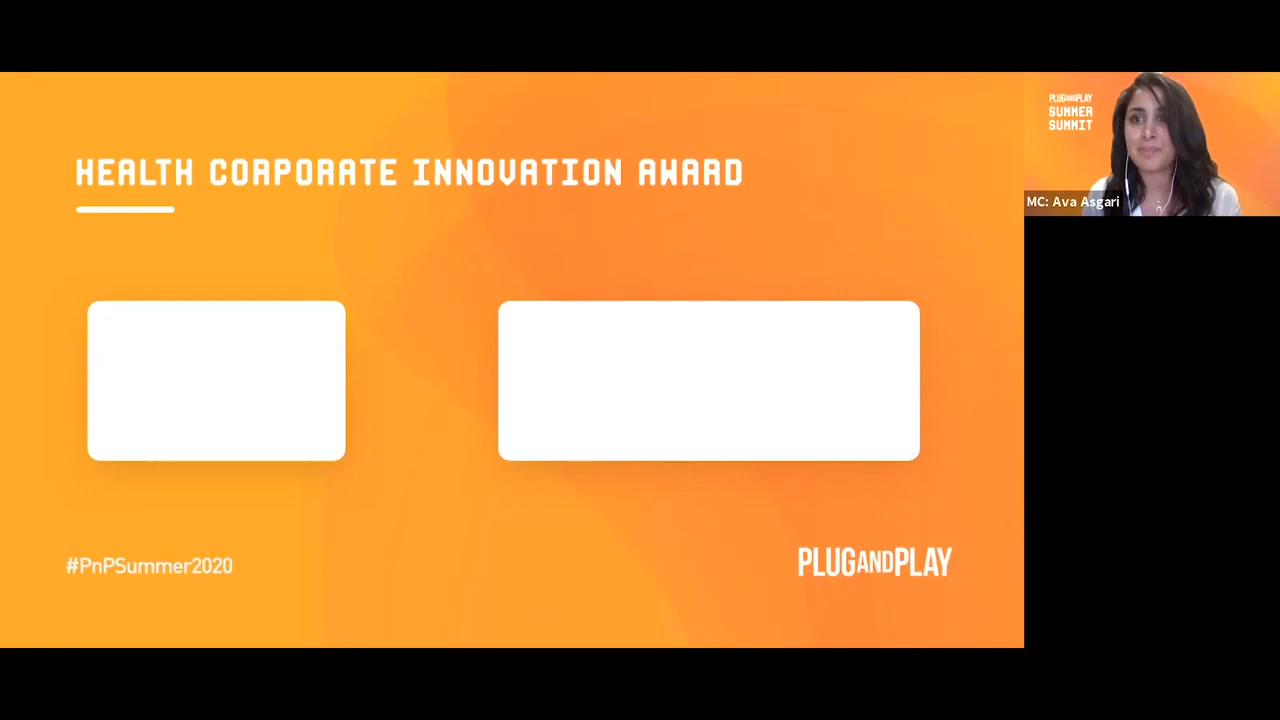 HEALTH CORPORATE INNOVATION AWARD
#PnPSummer2020
PLUGANDPLAY
PLUGANDPLAY
SUMMER
SUMMIT
MC: Ava Asgari